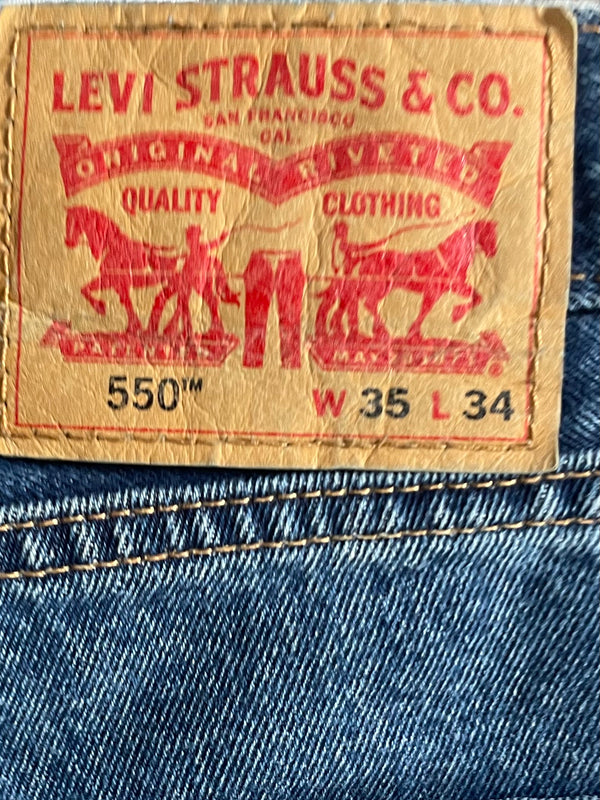 LEVI STRAUSS & CO.
SAN FRANCISCO
CAL.
ORIGINAL RIVETED
QUALITY CLOTHING
550™ W 35 L 34